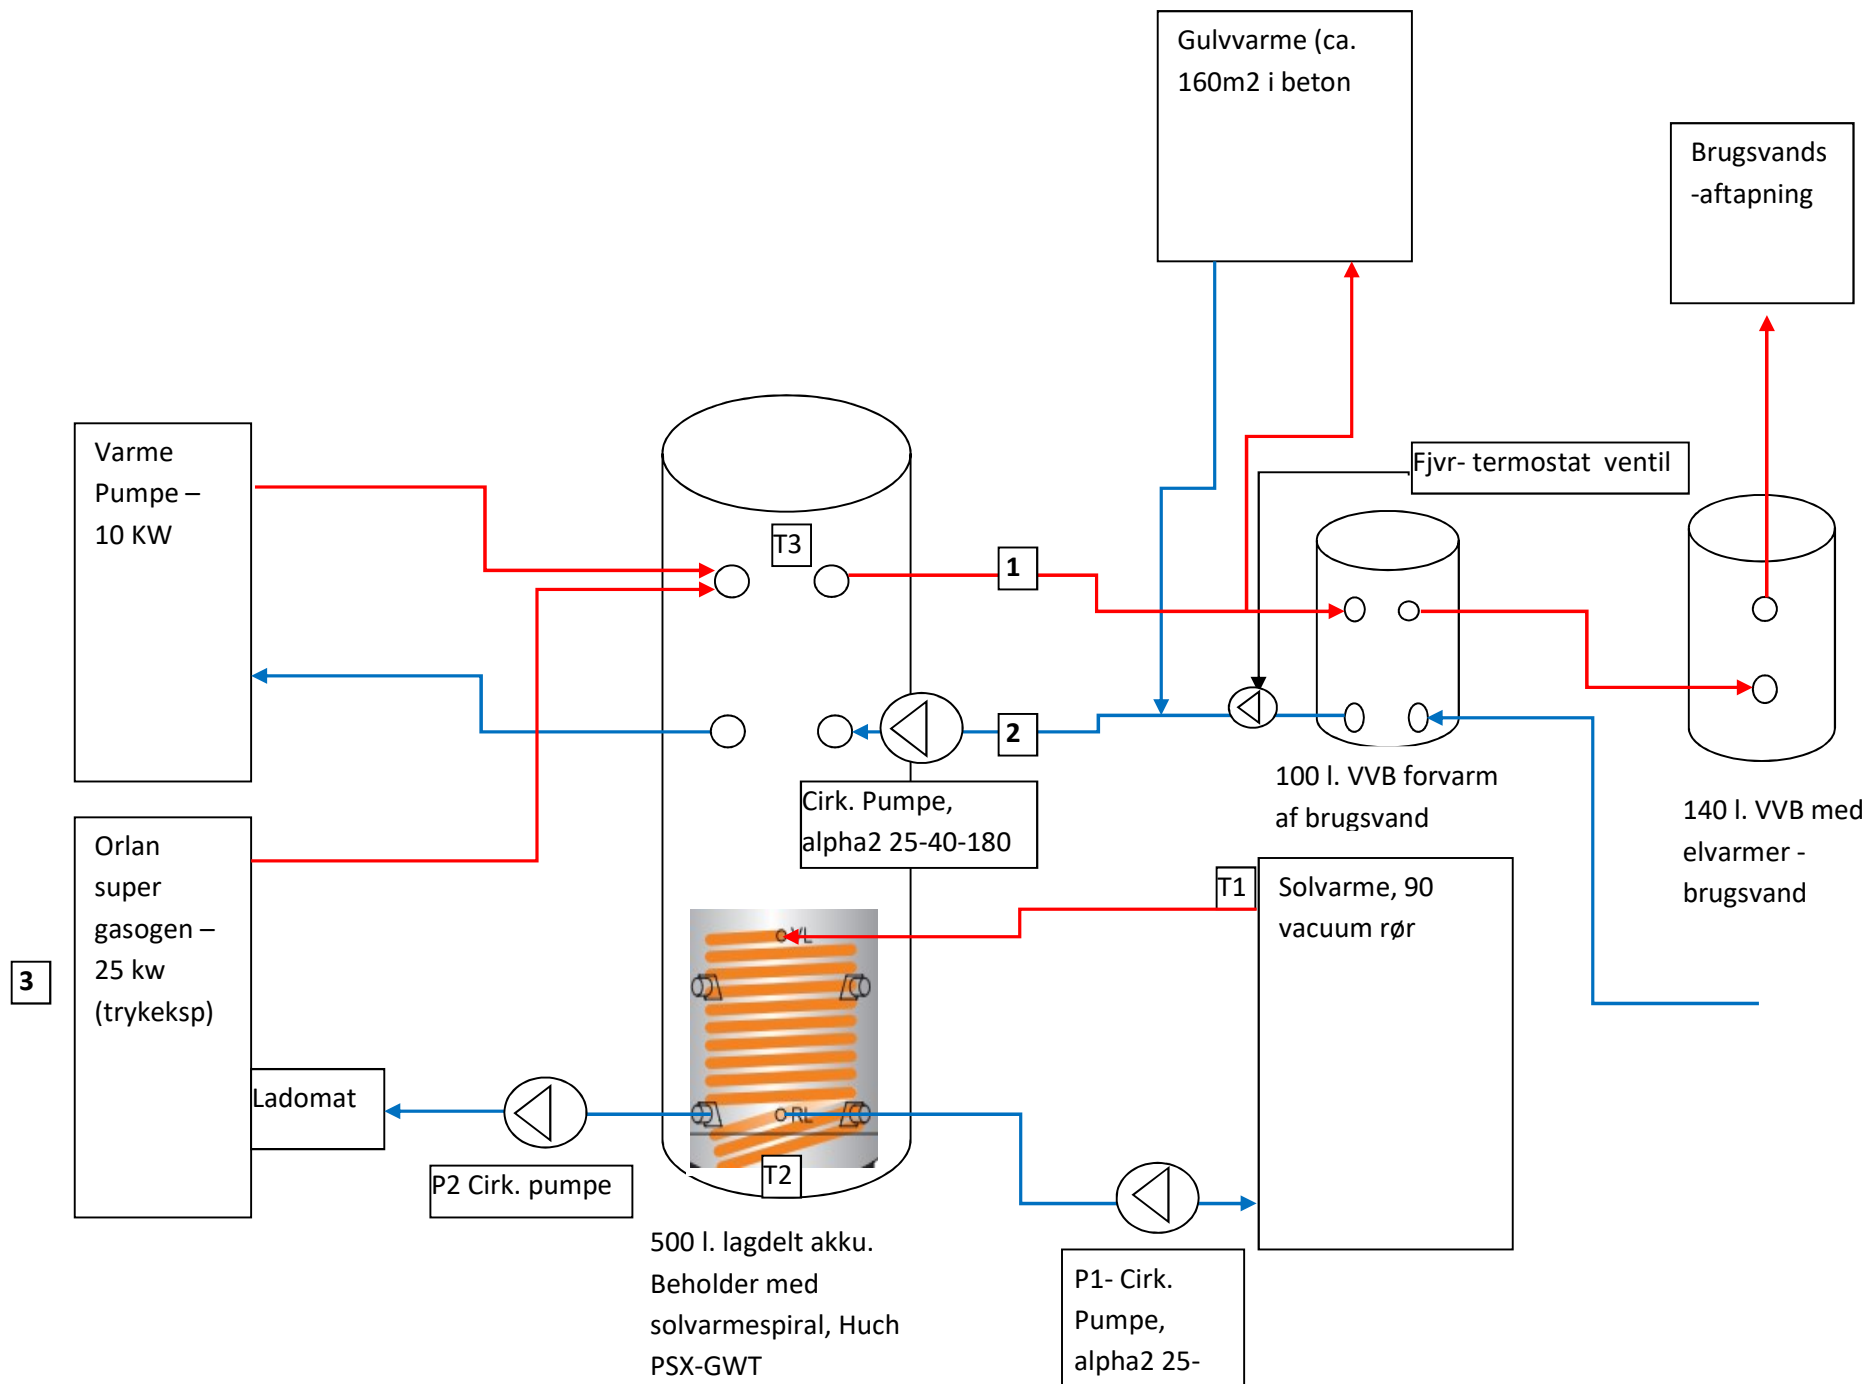 Gulvvarme (ca.
160m2 i beton
Brugsvands
-aftapning
Varme
Pumpe –
10 KW
T3
1
Fjvr- termostat  ventil
2
Cirk. Pumpe,
alpha2 25-40-180
100 l. VVB forvarm
af brugsvand
140 l. VVB med
elvarmer -
brugsvand
Orlan
super
gasogen –
25 kw
(trykeksp)
3
T1
Solvarme, 90
vacuum rør
VL
Ladomat
RL
T2
P2 Cirk. pumpe
500 l. lagdelt akku.
Beholder med
solvarmespiral, Huch
PSX-GWT
P1- Cirk.
Pumpe,
alpha2 25-